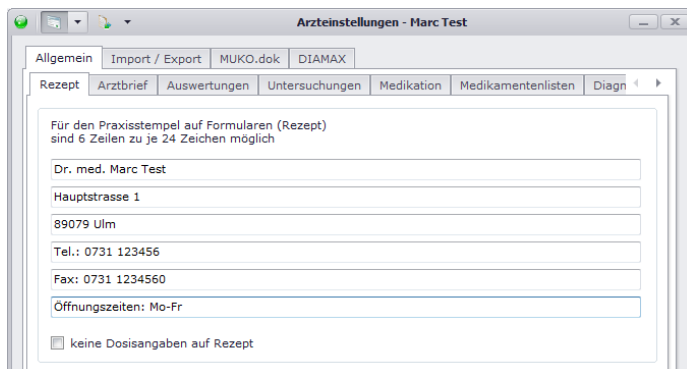 Arzteinstellungen - Marc Test
Allgemein Import / Export MUKO.dok DIAMAX
Rezept Arztbrief Auswertungen Untersuchungen Medikation Medikamentenlisten Diagn
Für den Praxisstempel auf Formularen (Rezept)
sind 6 Zeilen zu je 24 Zeichen möglich
Dr. med. Marc Test
Hauptstrasse 1
89079 Ulm
Tel.: 0731 123456
Fax: 0731 1234560
Öffnungszeiten: Mo-Fr
keine Dosisangaben auf Rezept